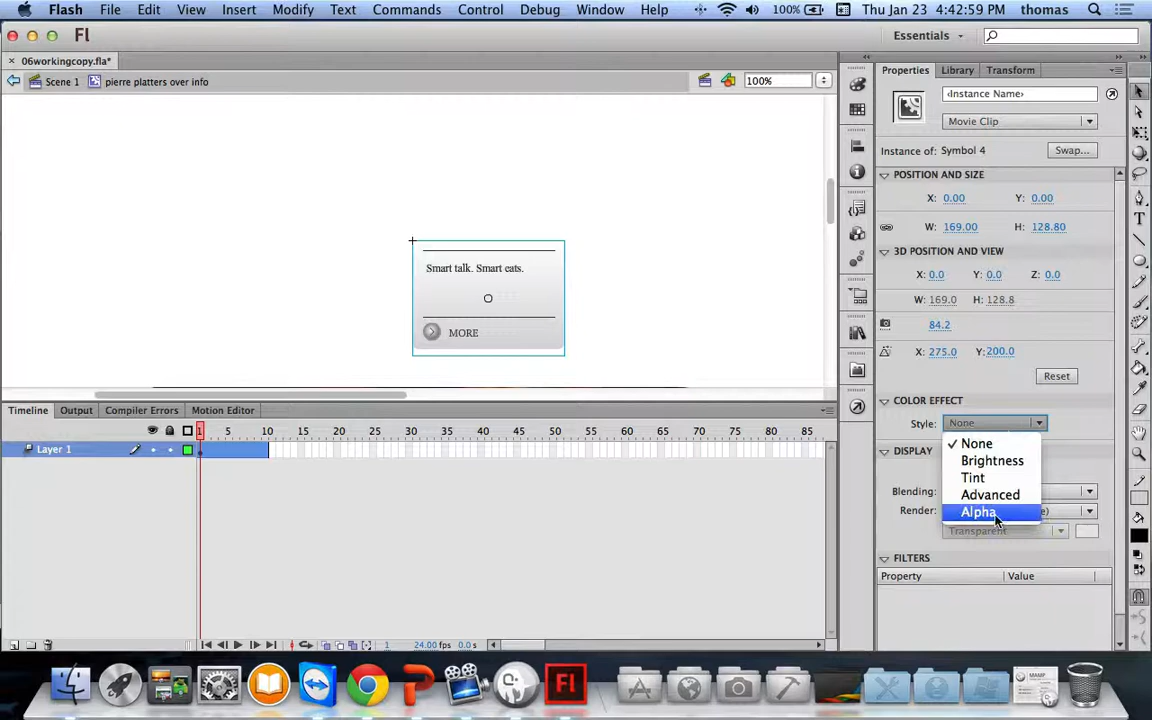 Flash File Edit View Insert Modify Text Commands Control Debug Window Help 100% Thu Jan 23 4:42:59 PM thomas
Fl Essentials
06workingcopy.fla*
Scene 1 pierre platters over info 100%
Smart talk. Smart eats.
MORE
Properties Library Transform
‹Instance Name›
Movie Clip
Instance of: Symbol 4 Swap...
POSITION AND SIZE
X: 0.00 Y: 0.00
W: 169.00 H: 128.80
3D POSITION AND VIEW
X: 0.0 Y: 0.0 Z: 0.0
W: 169.0 H: 128.8
84.2
X: 275.0 Y: 200.0
Reset
COLOR EFFECT
Style: None
None
Brightness
Tint
Advanced
Alpha
DISPLAY
Blending:
Render:
Transparent
FILTERS
Property Value
Timeline Output Compiler Errors Motion Editor
1 5 10 15 20 25 30 35 40 45 50 55 60 65 70 75 80 85
Layer 1
1 24.00 fps 0.0 s
Fl